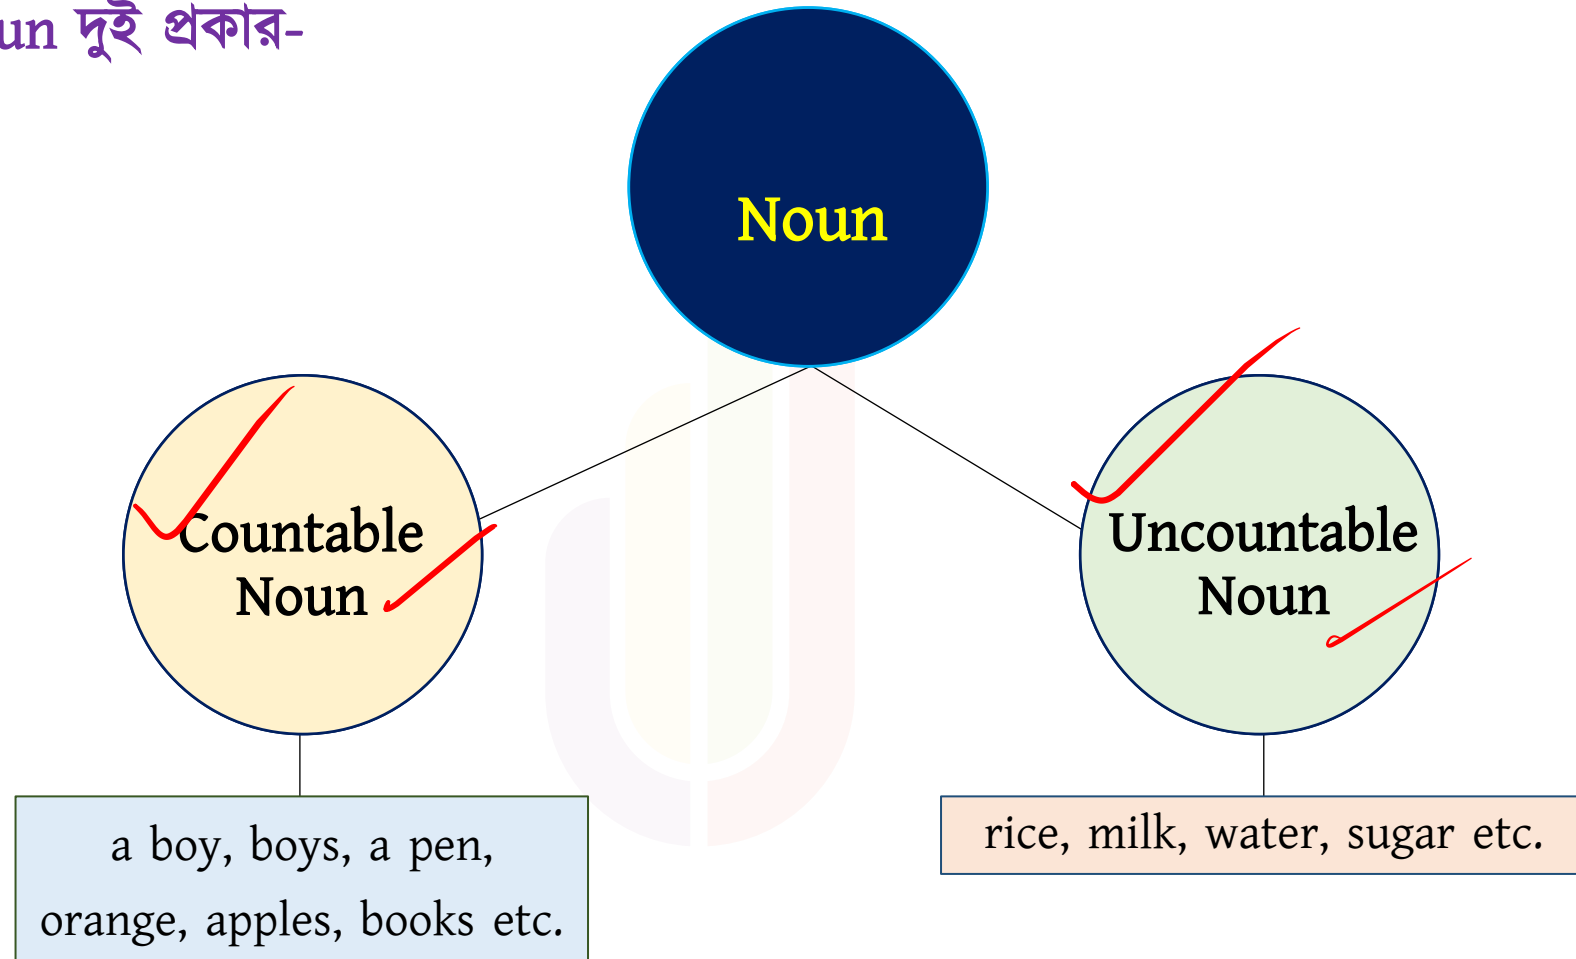 un দুই প্রকার-
Noun
Countable
Noun
Uncountable
Noun
a boy, boys, a pen,
orange, apples, books etc.
rice, milk, water, sugar etc.